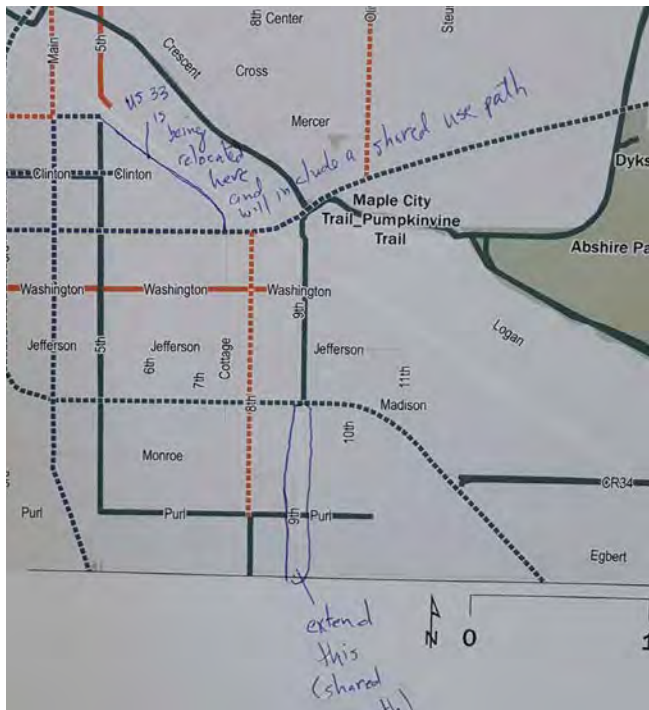 Main
5th
8th
Center
Crescent
Cross
Mercer
US 33
is
being
relocated
here
and
will include a shared use path
Clinton
Clinton
Maple City
Trail_Pumpkinvine
Trail
Dyks
Abshire Pa
Washington
Washington
Washington
9th
Logan
Jefferson
5th
Jefferson
6th
7th
Cottage
Jefferson
8th
11th
Madison
10th
Monroe
CR34
Purl
Purl
9th
Purl
Egbert
extend
this
(shared
N
0
1